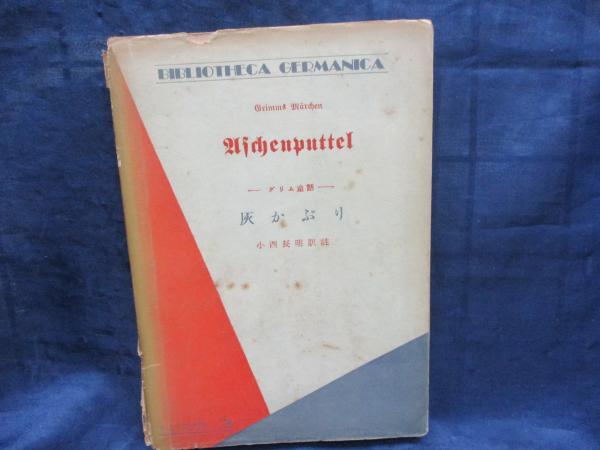 BIBLIOTHECA GERMANICA
Grimms Märchen
Aschenputtel
— グリム童話 —
灰かぶり
小西長明訳註